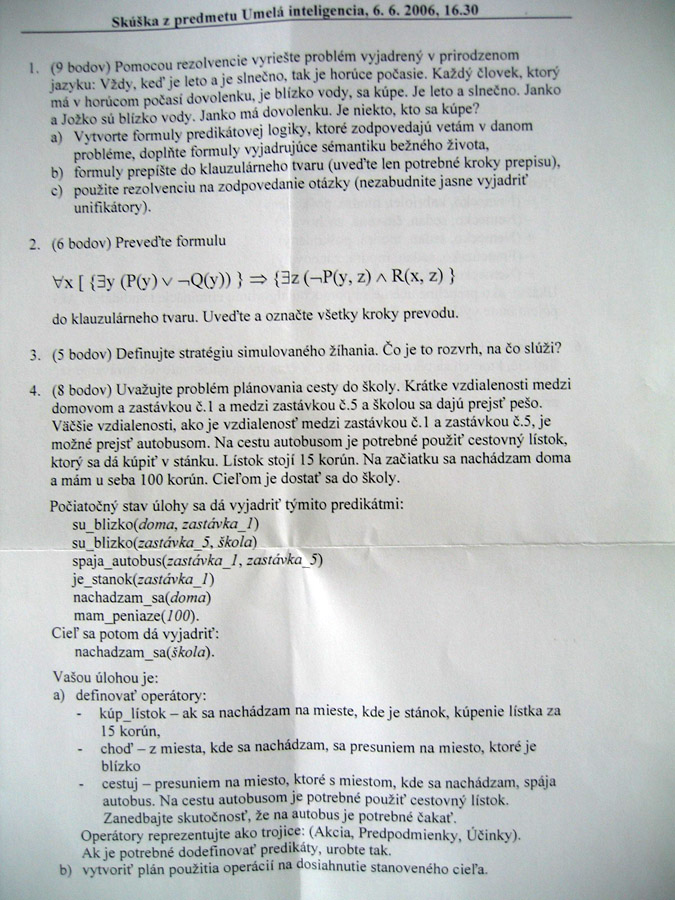 Skúška z predmetu Umelá inteligencia, 6. 6. 2006, 16.30
1. (9 bodov) Pomocou rezolvencie vyriešte problém vyjadrený v prirodzenom
jazyku: Vždy, keď je leto a je slnečno, tak je horúce počasie. Každý človek, ktorý
má v horúcom počasí dovolenku, je blízko vody, sa kúpe. Je leto a slnečno. Janko
a Jožko sú blízko vody. Janko má dovolenku. Je niekto, kto sa kúpe?
a) Vytvorte formuly predikátovej logiky, ktoré zodpovedajú vetám v danom
probléme, doplňte formuly vyjadrujúce sémantiku bežného života,
b) formuly prepíšte do klauzulárneho tvaru (uveďte len potrebné kroky prepisu),
c) použite rezolvenciu na zodpovedanie otázky (nezabudnite jasne vyjadriť
unifikátory).
2. (6 bodov) Preveďte formulu
∀x [ {∃y (P(y) ∨ ¬Q(y)) } ⇒ {∃z (¬P(y, z) ∧ R(x, z) }
do klauzulárneho tvaru. Uveďte a označte všetky kroky prevodu.
3. (5 bodov) Definujte stratégiu simulovaného žíhania. Čo je to rozvrh, na čo slúži?
4. (8 bodov) Uvažujte problém plánovania cesty do školy. Krátke vzdialenosti medzi
domovom a zastávkou č.1 a medzi zastávkou č.5 a školou sa dajú prejsť pešo.
Väčšie vzdialenosti, ako je vzdialenosť medzi zastávkou č.1 a zastávkou č.5, je
možné prejsť autobusom. Na cestu autobusom je potrebné použiť cestovný lístok,
ktorý sa dá kúpiť v stánku. Lístok stojí 15 korún. Na začiatku sa nachádzam doma
a mám u seba 100 korún. Cieľom je dostať sa do školy.
Počiatočný stav úlohy sa dá vyjadriť týmito predikátmi:
su_blizko(doma, zastávka_1)
su_blízko(zastávka_5, škola)
spaja_autobus(zastávka_1, zastávka_5)
je_stanok(zastávka_1)
nachadzam_sa(doma)
mam_peniaze(100).
Cieľ sa potom dá vyjadriť:
nachadzam_sa(škola).
Vašou úlohou je:
a) definovať operátory:
- kúp_lístok – ak sa nachádzam na mieste, kde je stánok, kúpenie lístka za
15 korún,
- choď – z miesta, kde sa nachádzam, sa presuniem na miesto, ktoré je
blízko
- cestuj – presuniem na miesto, ktoré s miestom, kde sa nachádzam, spája
autobus. Na cestu autobusom je potrebné použiť cestovný lístok.
Zanedbajte skutočnosť, že na autobus je potrebné čakať.
Operátory reprezentujte ako trojice: (Akcia, Predpodmienky, Účinky).
Ak je potrebné dodefinovať predikáty, urobte tak.
b) vytvoriť plán použitia operácií na dosiahnutie stanoveného cieľa.